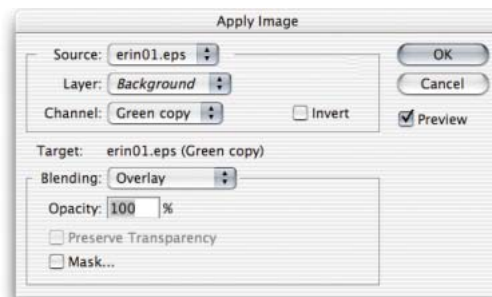 Apply Image
Source: erin01.eps
OK
Layer: Background
Cancel
Channel: Green copy
Invert
Preview
Target: erin01.eps (Green copy)
Blending: Overlay
Opacity: 100 %
Preserve Transparency
Mask...